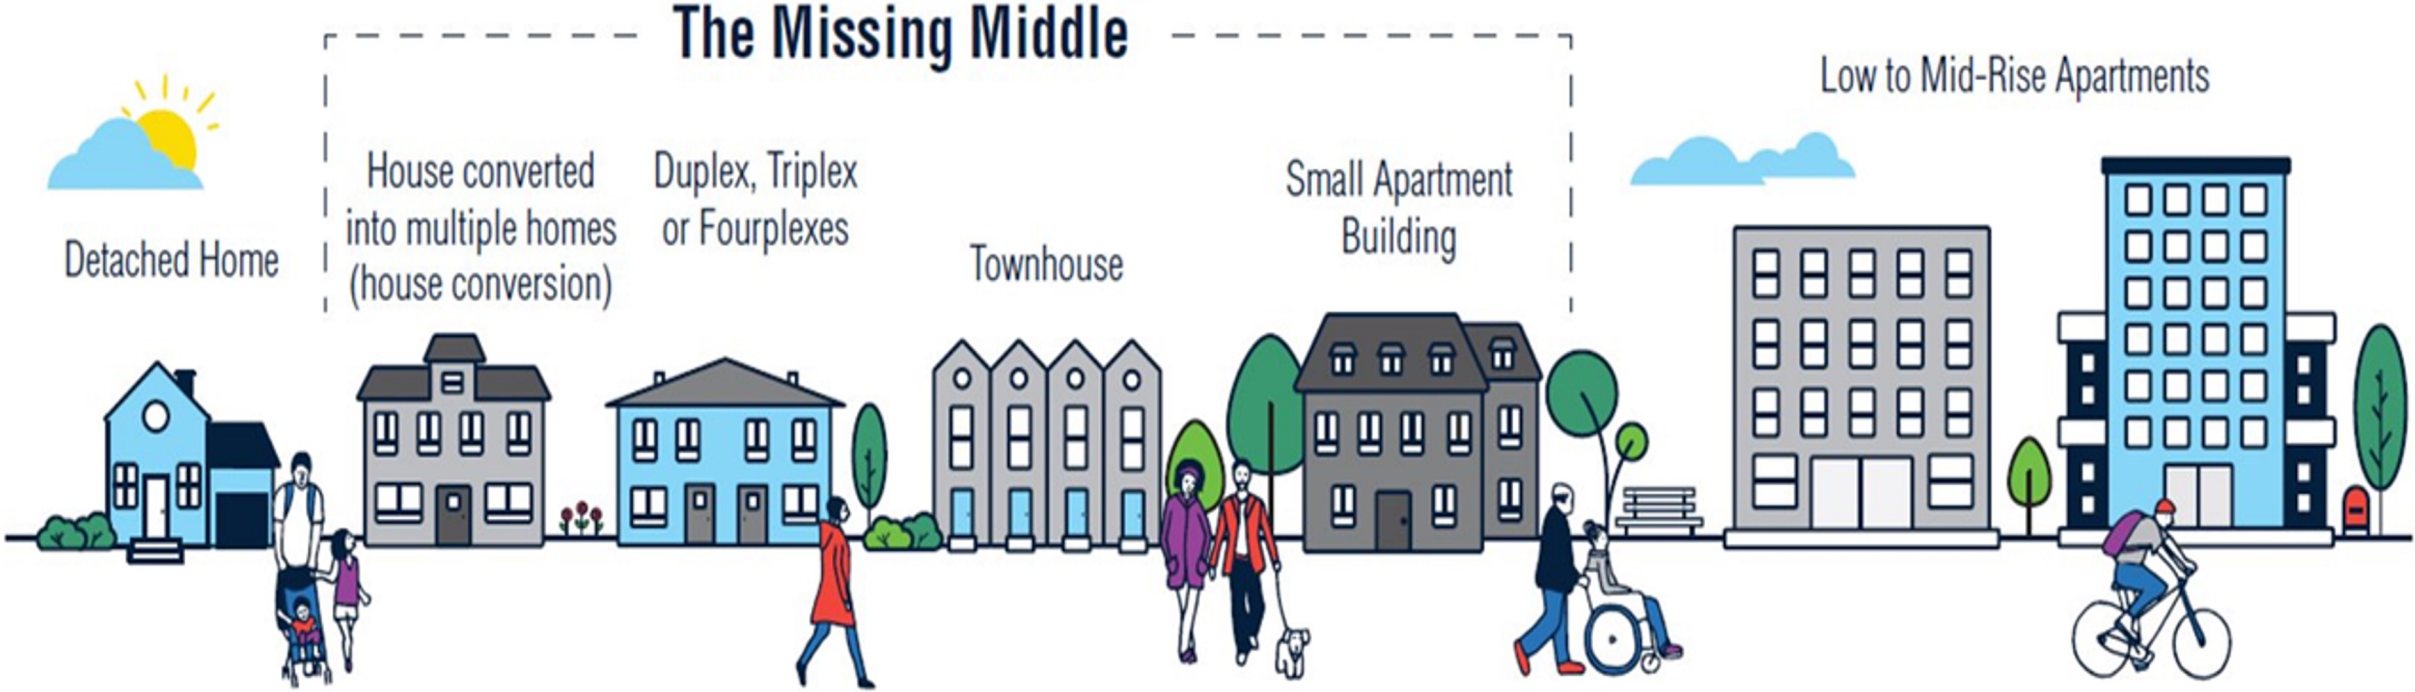 The Missing Middle
Detached Home
House converted
into multiple homes
(house conversion)
Duplex, Triplex
or Fourplexes
Townhouse
Small Apartment
Building
Low to Mid-Rise Apartments